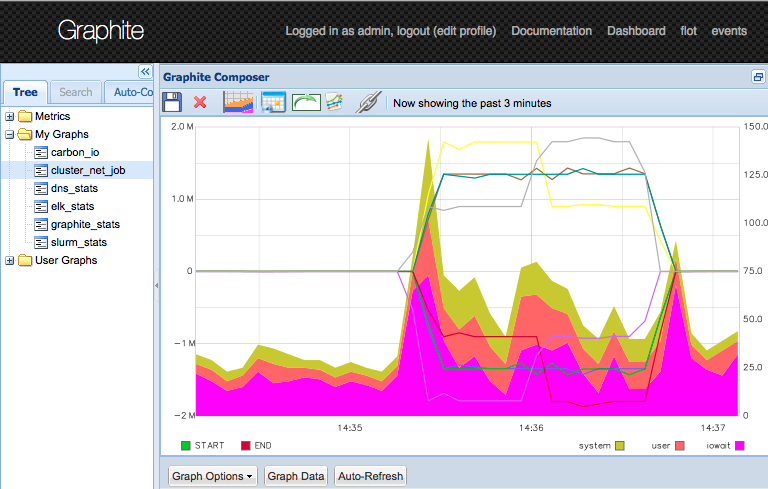 Graphite
Logged in as admin, logout (edit profile) Documentation Dashboard flot events
Tree Search Auto-Co
Metrics
My Graphs
carbon_io
cluster_net_job
dns_stats
elk_stats
graphite_stats
slurm_stats
User Graphs
Graphite Composer
Now showing the past 3 minutes
2.0 M
1.0 M
0
-1 M
-2 M
150.0
125.0
100.0
75.0
50.0
25.0
0
14:35 14:36 14:37
START END system user iowait
Graph Options Graph Data Auto-Refresh